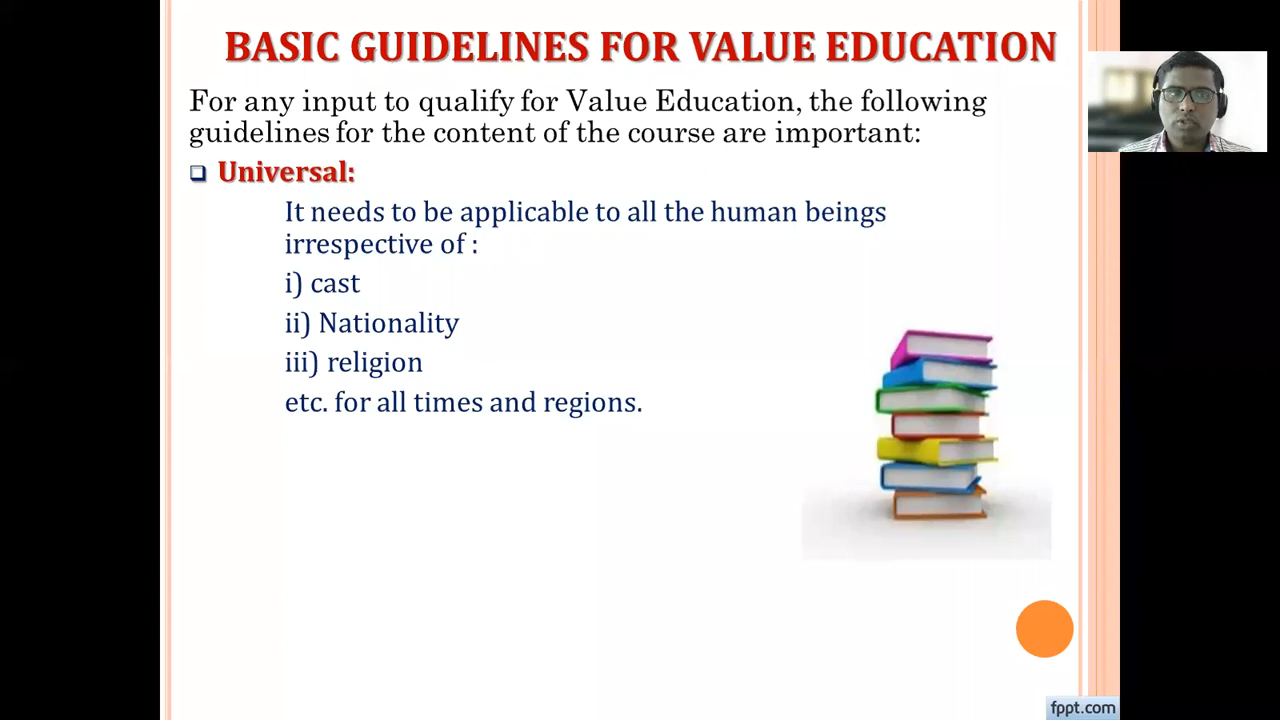 BASIC GUIDELINES FOR VALUE EDUCATION
For any input to qualify for Value Education, the following
guidelines for the content of the course are important:
Universal:
It needs to be applicable to all the human beings
irrespective of :
i) cast
ii) Nationality
iii) religion
etc. for all times and regions.
fppt.com